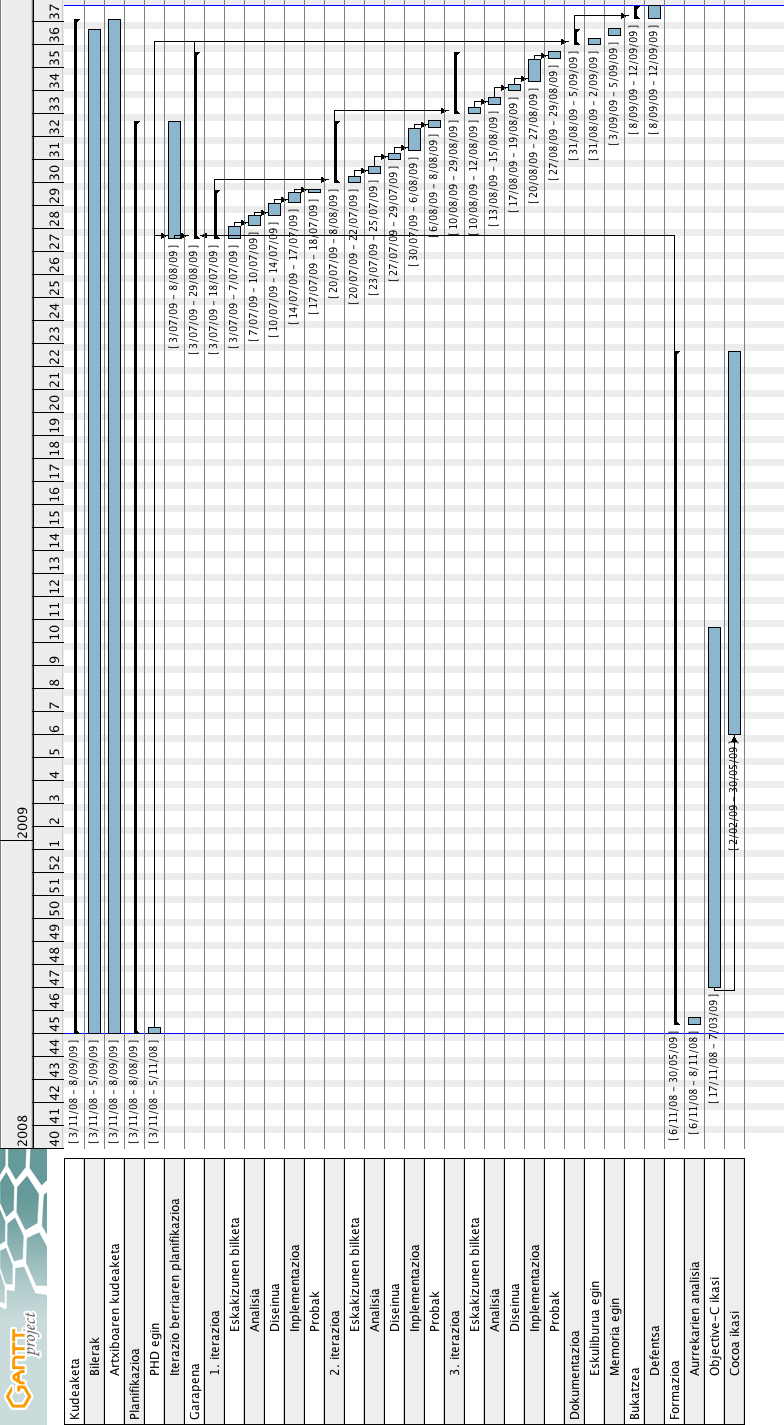 GANTT
project
2008
2009
40 41 42 43 44 45 46 47 48 49 50 51 52 1 2 3 4 5 6 7 8 9 10 11 12 13 14 15 16 17 18 19 20 21 22 23 24 25 26 27 28 29 30 31 32 33 34 35 36 37
Kudeaketa [ 3/11/08 – 8/09/09 ]
Bilerak [ 3/11/08 – 5/09/09 ]
Artxiboaren kudeaketa [ 3/11/08 – 8/09/09 ]
Planifikazioa [ 3/11/08 – 8/08/09 ]
PHD egin [ 3/11/08 – 5/11/08 ]
Iterazio berriaren planifikazioa [ 3/07/09 – 8/08/09 ]
Garapena [ 3/07/09 – 29/08/09 ]
1. iterazioa [ 3/07/09 – 18/07/09 ]
Eskakizunen bilketa [ 3/07/09 – 7/07/09 ]
Analisia [ 7/07/09 – 10/07/09 ]
Diseinua [ 10/07/09 – 14/07/09 ]
Inplementazioa [ 14/07/09 – 17/07/09 ]
Probak [ 17/07/09 – 18/07/09 ]
2. iterazioa [ 20/07/09 – 8/08/09 ]
Eskakizunen bilketa [ 20/07/09 – 22/07/09 ]
Analisia [ 23/07/09 – 25/07/09 ]
Diseinua [ 27/07/09 – 29/07/09 ]
Inplementazioa [ 30/07/09 – 6/08/09 ]
Probak [ 6/08/09 – 8/08/09 ]
3. iterazioa [ 10/08/09 – 29/08/09 ]
Eskakizunen bilketa [ 10/08/09 – 12/08/09 ]
Analisia [ 13/08/09 – 15/08/09 ]
Diseinua [ 17/08/09 – 19/08/09 ]
Inplementazioa [ 20/08/09 – 27/08/09 ]
Probak [ 27/08/09 – 29/08/09 ]
Dokumentazioa [ 31/08/09 – 5/09/09 ]
Eskuliburua egin [ 31/08/09 – 2/09/09 ]
Memoria egin [ 3/09/09 – 5/09/09 ]
Bukatzea [ 8/09/09 – 12/09/09 ]
Defentsa [ 8/09/09 – 12/09/09 ]
Formazioa [ 6/11/08 – 30/05/09 ]
Aurrekarien analisia [ 6/11/08 – 8/11/08 ]
Objective–C ikasi [ 17/11/08 – 7/03/09 ]
Cocoa ikasi [ 2/02/09 – 30/05/09 ]